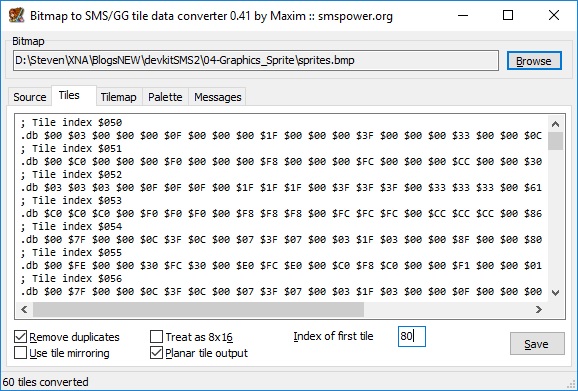 Bitmap to SMS/GG tile data converter 0.41 by Maxim :: smspower.org
Bitmap
D:\Steven\XNA\BlogsNEW\devkitSMS2\04-Graphics_Sprite\sprites.bmp
Browse
Source Tiles Tilemap Palette Messages
; Tile index $050
.db $00 $03 $00 $00 $00 $0F $00 $00 $00 $1F $00 $00 $00 $3F $00 $00 $00 $33 $00 $00 $0C
; Tile index $051
.db $00 $C0 $00 $00 $00 $F0 $00 $00 $00 $F8 $00 $00 $00 $FC $00 $00 $00 $CC $00 $00 $30
; Tile index $052
.db $03 $03 $03 $00 $0F $0F $0F $00 $1F $1F $1F $00 $3F $3F $3F $00 $33 $33 $33 $00 $61
; Tile index $053
.db $C0 $C0 $C0 $00 $F0 $F0 $F0 $00 $F8 $F8 $F8 $00 $FC $FC $FC $00 $CC $CC $CC $00 $86
; Tile index $054
.db $00 $7F $00 $00 $0C $3F $0C $00 $07 $3F $07 $00 $03 $1F $03 $00 $00 $8F $00 $00 $80
; Tile index $055
.db $00 $FE $00 $00 $30 $FC $30 $00 $E0 $FC $E0 $00 $C0 $F8 $C0 $00 $00 $F1 $00 $00 $01
; Tile index $056
.db $00 $7F $00 $00 $0C $3F $0C $00 $07 $3F $07 $00 $03 $1F $03 $00 $00 $0F $00 $00 $00
Remove duplicates Treat as 8x16 Index of first tile 80
Use tile mirroring Planar tile output Save
60 tiles converted